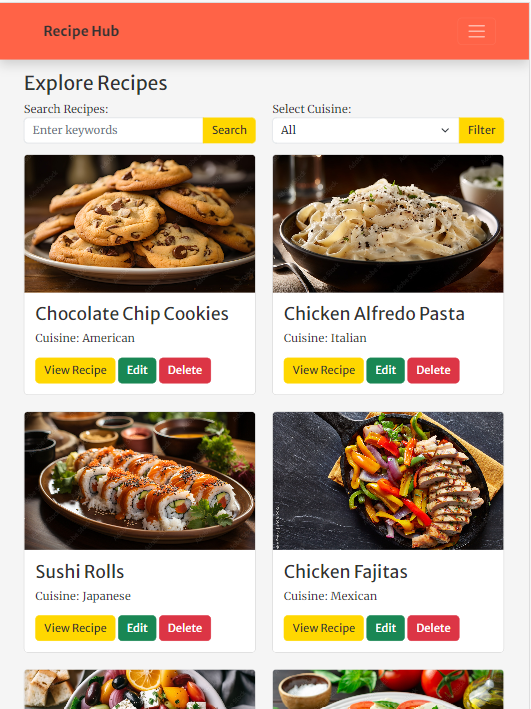 Recipe Hub
Explore Recipes
Search Recipes:
Enter keywords
Search
Select Cuisine:
All
Filter
Chocolate Chip Cookies
Cuisine: American
View Recipe
Edit
Delete
Chicken Alfredo Pasta
Cuisine: Italian
View Recipe
Edit
Delete
Sushi Rolls
Cuisine: Japanese
View Recipe
Edit
Delete
Chicken Fajitas
Cuisine: Mexican
View Recipe
Edit
Delete